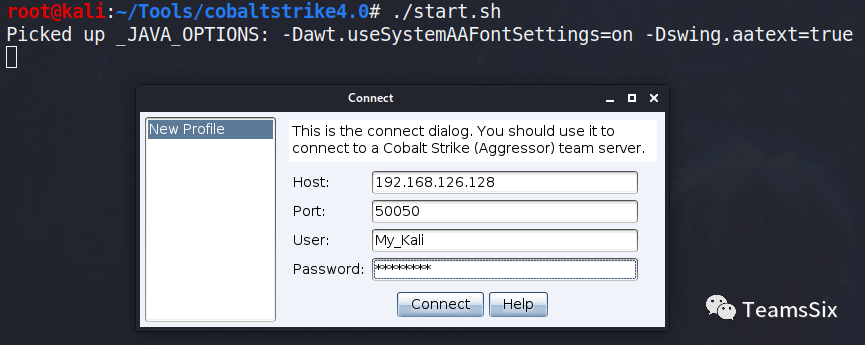 root@kali:~/Tools/cobaltstrike4.0# ./start.sh
Picked up _JAVA_OPTIONS: -Dawt.useSystemAAFontSettings=on -Dswing.aatext=true
Connect
New Profile
This is the connect dialog. You should use it to
connect to a Cobalt Strike (Aggressor) team server.
Host: 192.168.126.128
Port: 50050
User: My_Kali
Password: ********
Connect Help
TeamsSix